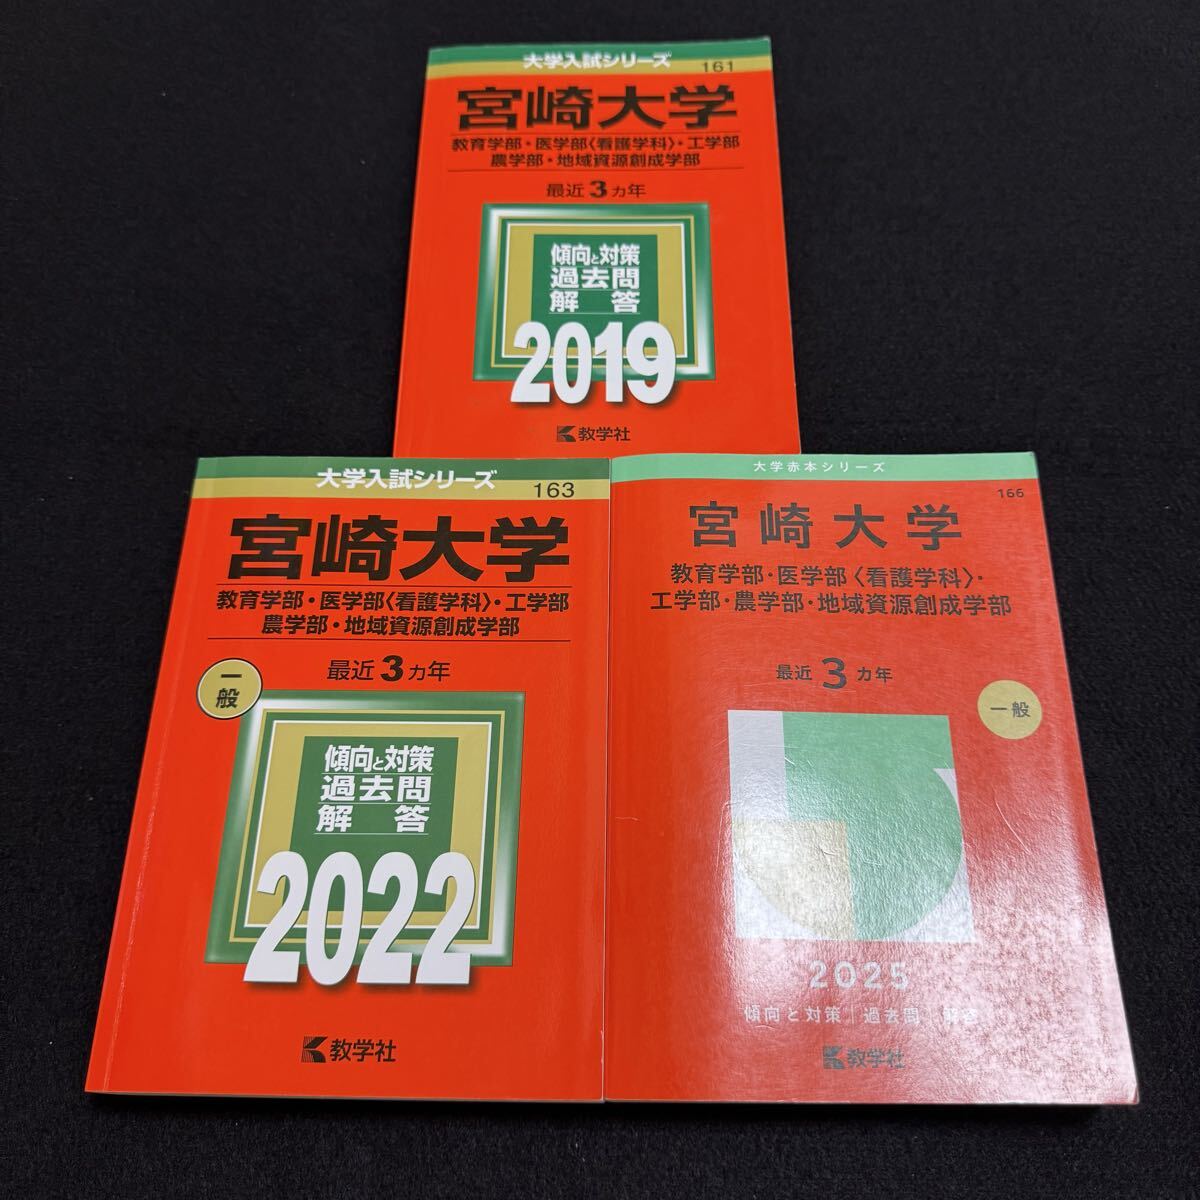 大学入試シリーズ
161
宮崎大学
教育学部・医学部〈看護学科〉・工学部
農学部・地域資源創成学部
最近3カ年
傾向と対策
過去問
解答
2019
教学社
大学入試シリーズ
163
宮崎大学
教育学部・医学部〈看護学科〉・工学部
農学部・地域資源創成学部
最近3カ年
一般
傾向と対策
過去問
解答
2022
教学社
大学赤本シリーズ
166
宮崎大学
教育学部・医学部〈看護学科〉・
工学部・農学部・地域資源創成学部
最近3カ年
一般
2025
傾向と対策｜過去問｜解答
教学社